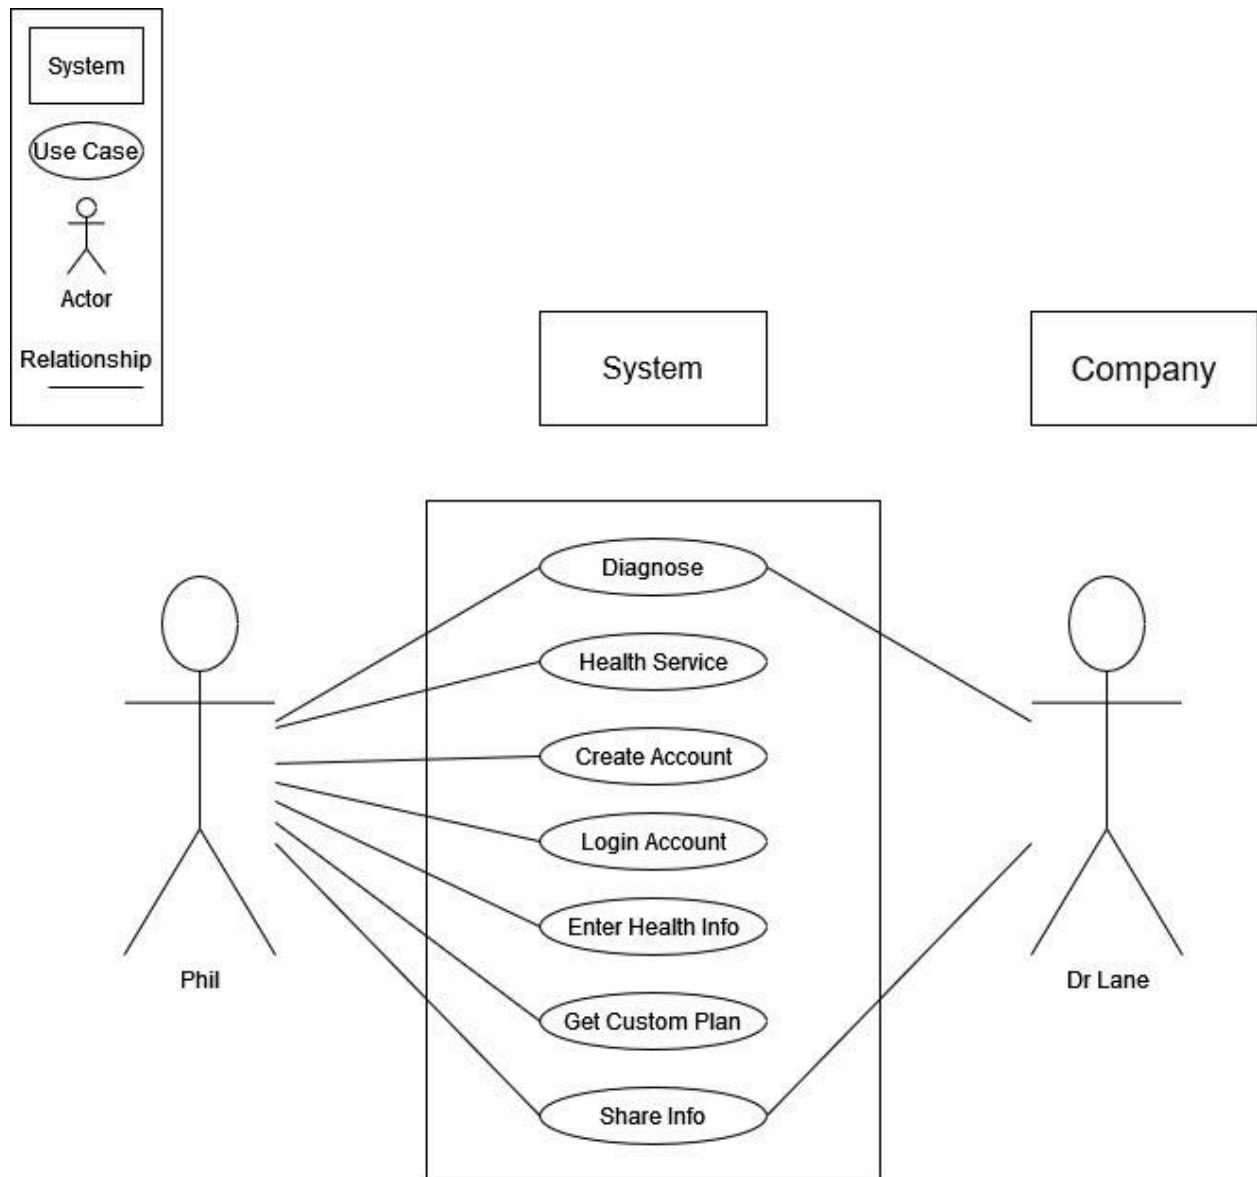 System
Use Case
Actor
Relationship
System
Company
Diagnose
Health Service
Create Account
Login Account
Enter Health Info
Get Custom Plan
Share Info
Phil
Dr Lane